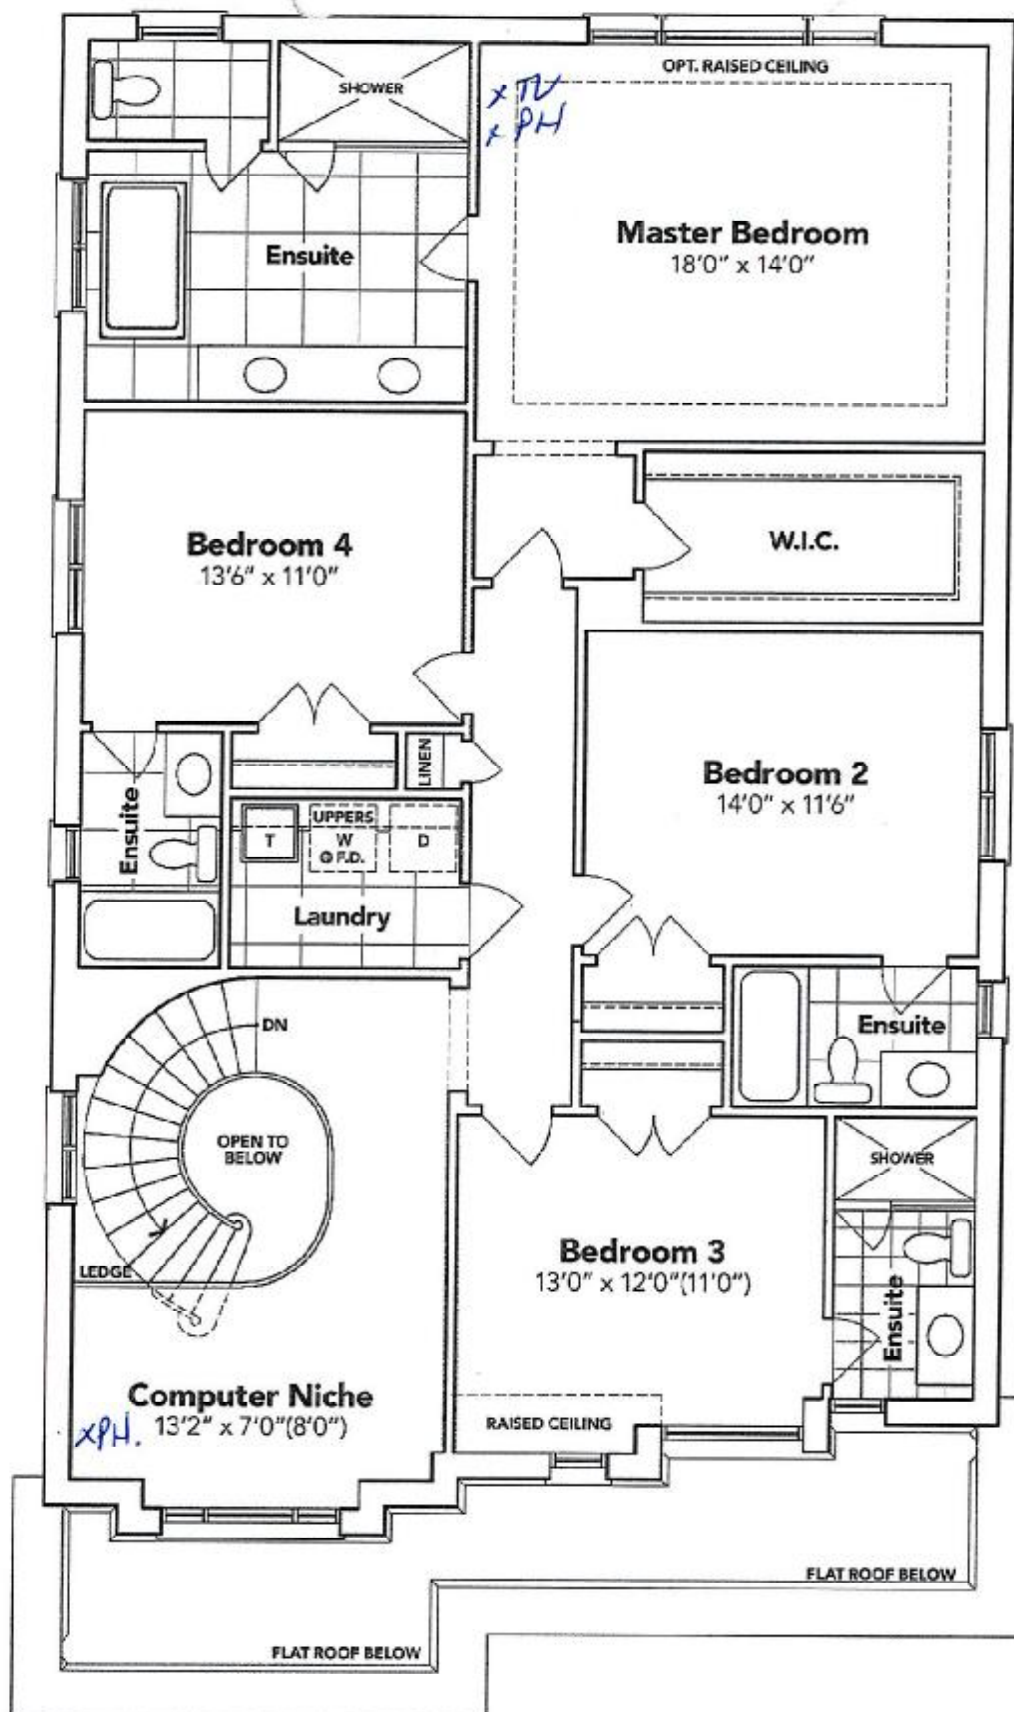 OPT. RAISED CEILING
SHOWER
x TV
x PH
Master Bedroom
18'0" x 14'0"
Ensuite
Bedroom 4
13'6" x 11'0"
W.I.C.
LINEN
Bedroom 2
14'0" x 11'6"
Ensuite
UPPERS
T
W
@ F.D.
D
Laundry
DN
Ensuite
OPEN TO
BELOW
SHOWER
LEDGE
Bedroom 3
13'0" x 12'0"(11'0")
Ensuite
Computer Niche
13'2" x 7'0"(8'0")
xPH.
RAISED CEILING
FLAT ROOF BELOW
FLAT ROOF BELOW